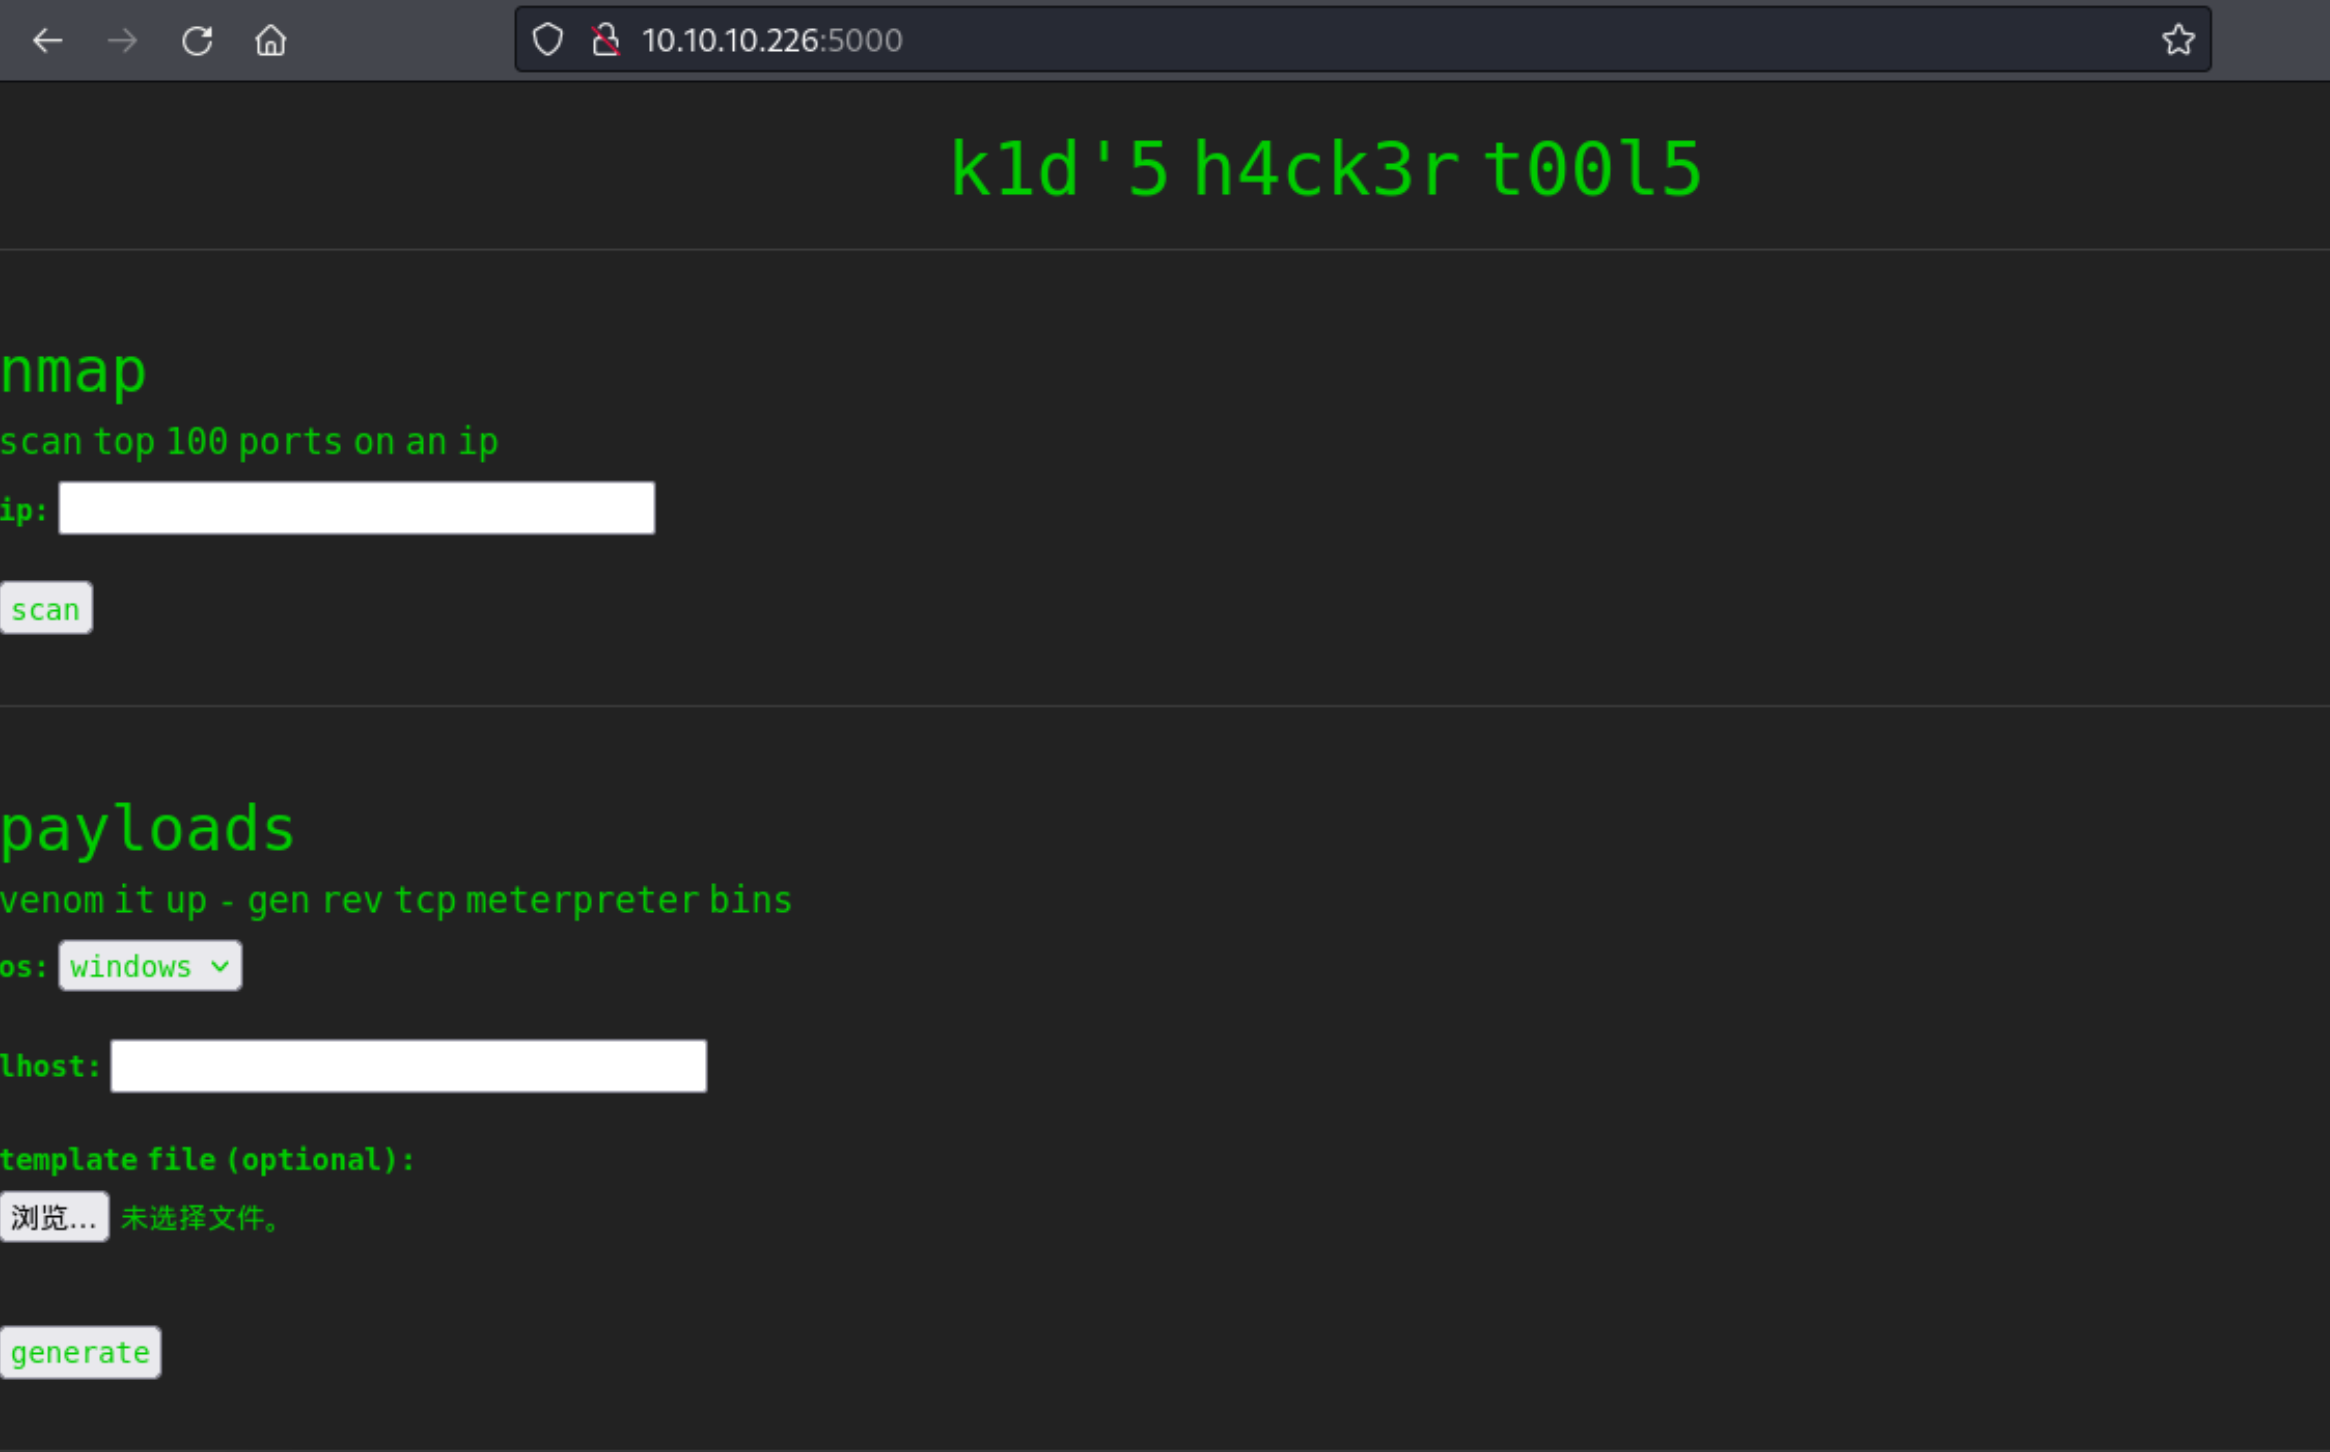 10.10.10.226:5000
k1d'5 h4ck3r t00l5
nmap
scan top 100 ports on an ip
ip:
scan
payloads
venom it up - gen rev tcp meterpreter bins
os: windows
lhost:
template file (optional):
浏览… 未选择文件。
generate